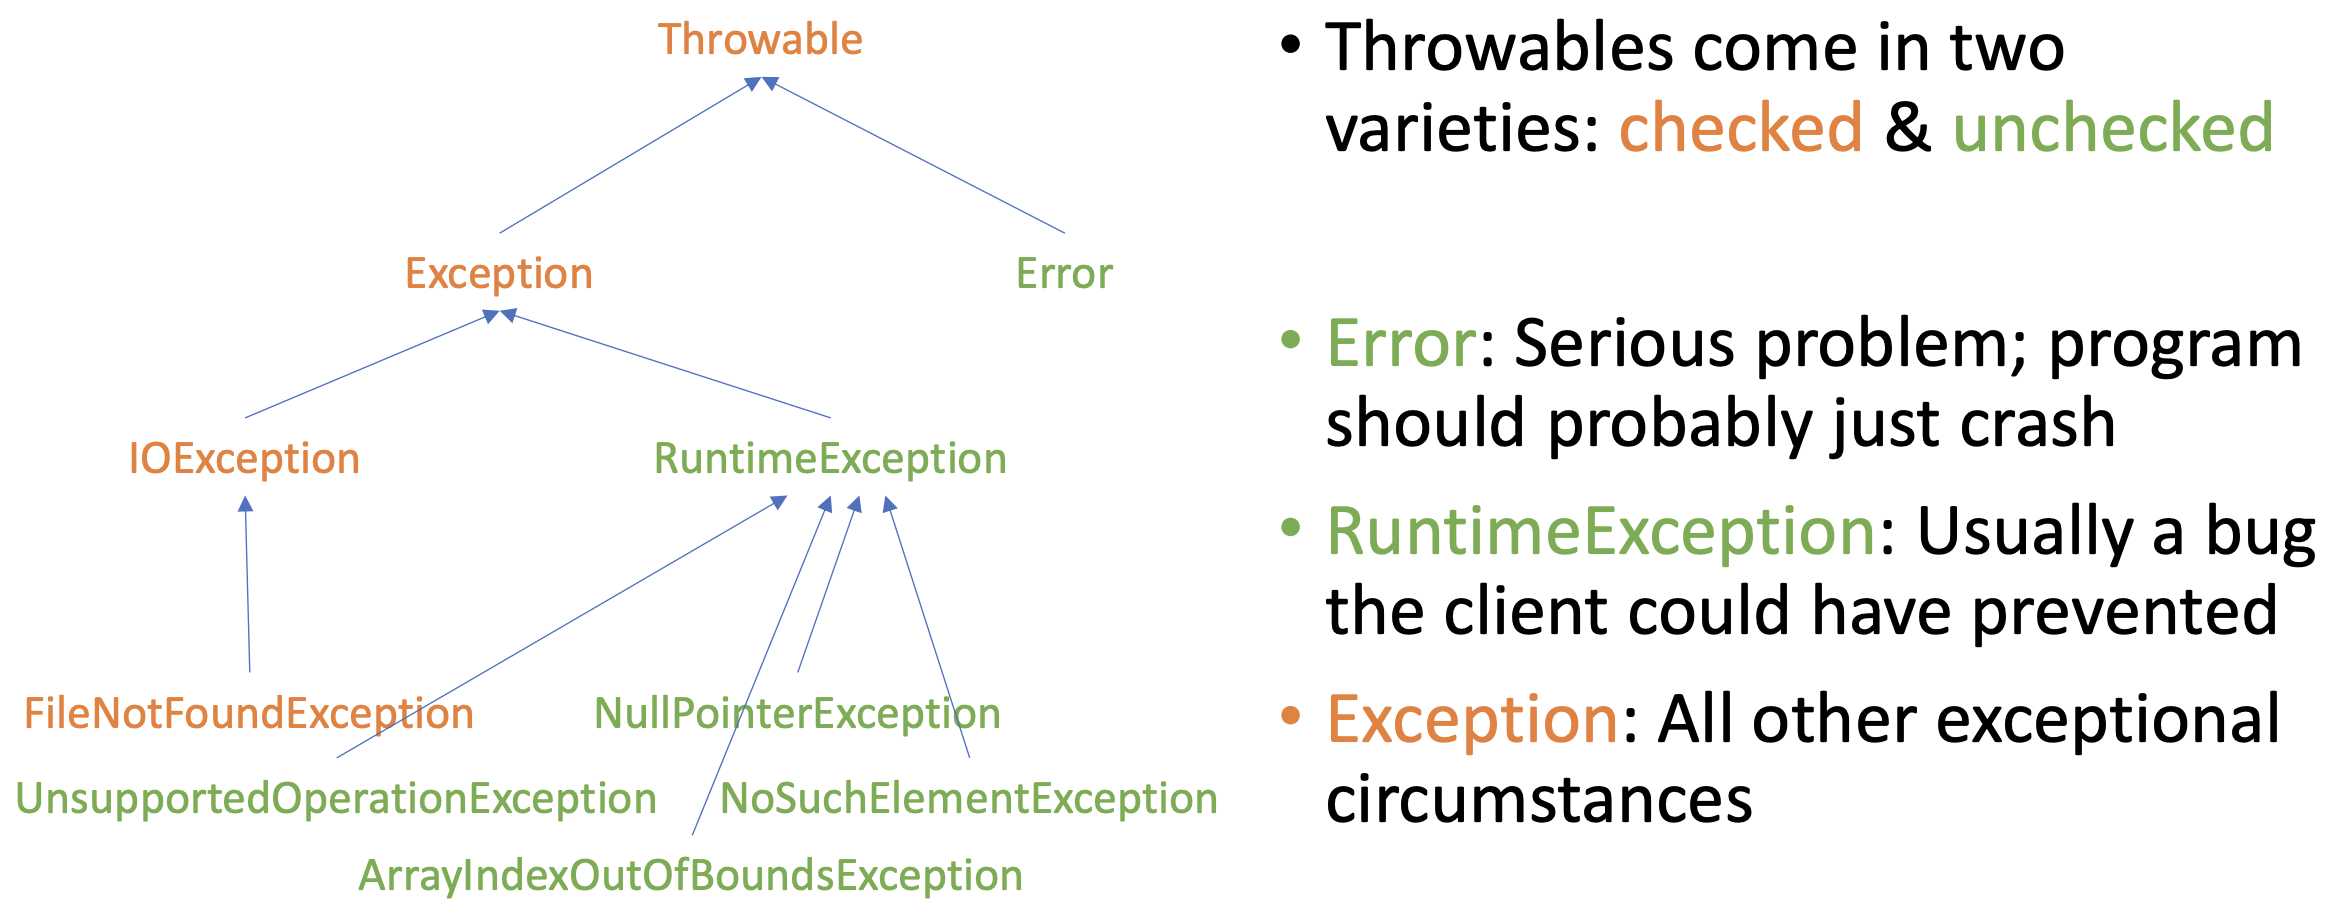 Throwable
Exception
Error
IOException
RuntimeException
FileNotFoundException
NullPointerException
UnsupportedOperationException
NoSuchElementException
ArrayIndexOutOfBoundsException
• Throwables come in two
varieties: checked & unchecked
• Error: Serious problem; program
should probably just crash
• RuntimeException: Usually a bug
the client could have prevented
• Exception: All other exceptional
circumstances